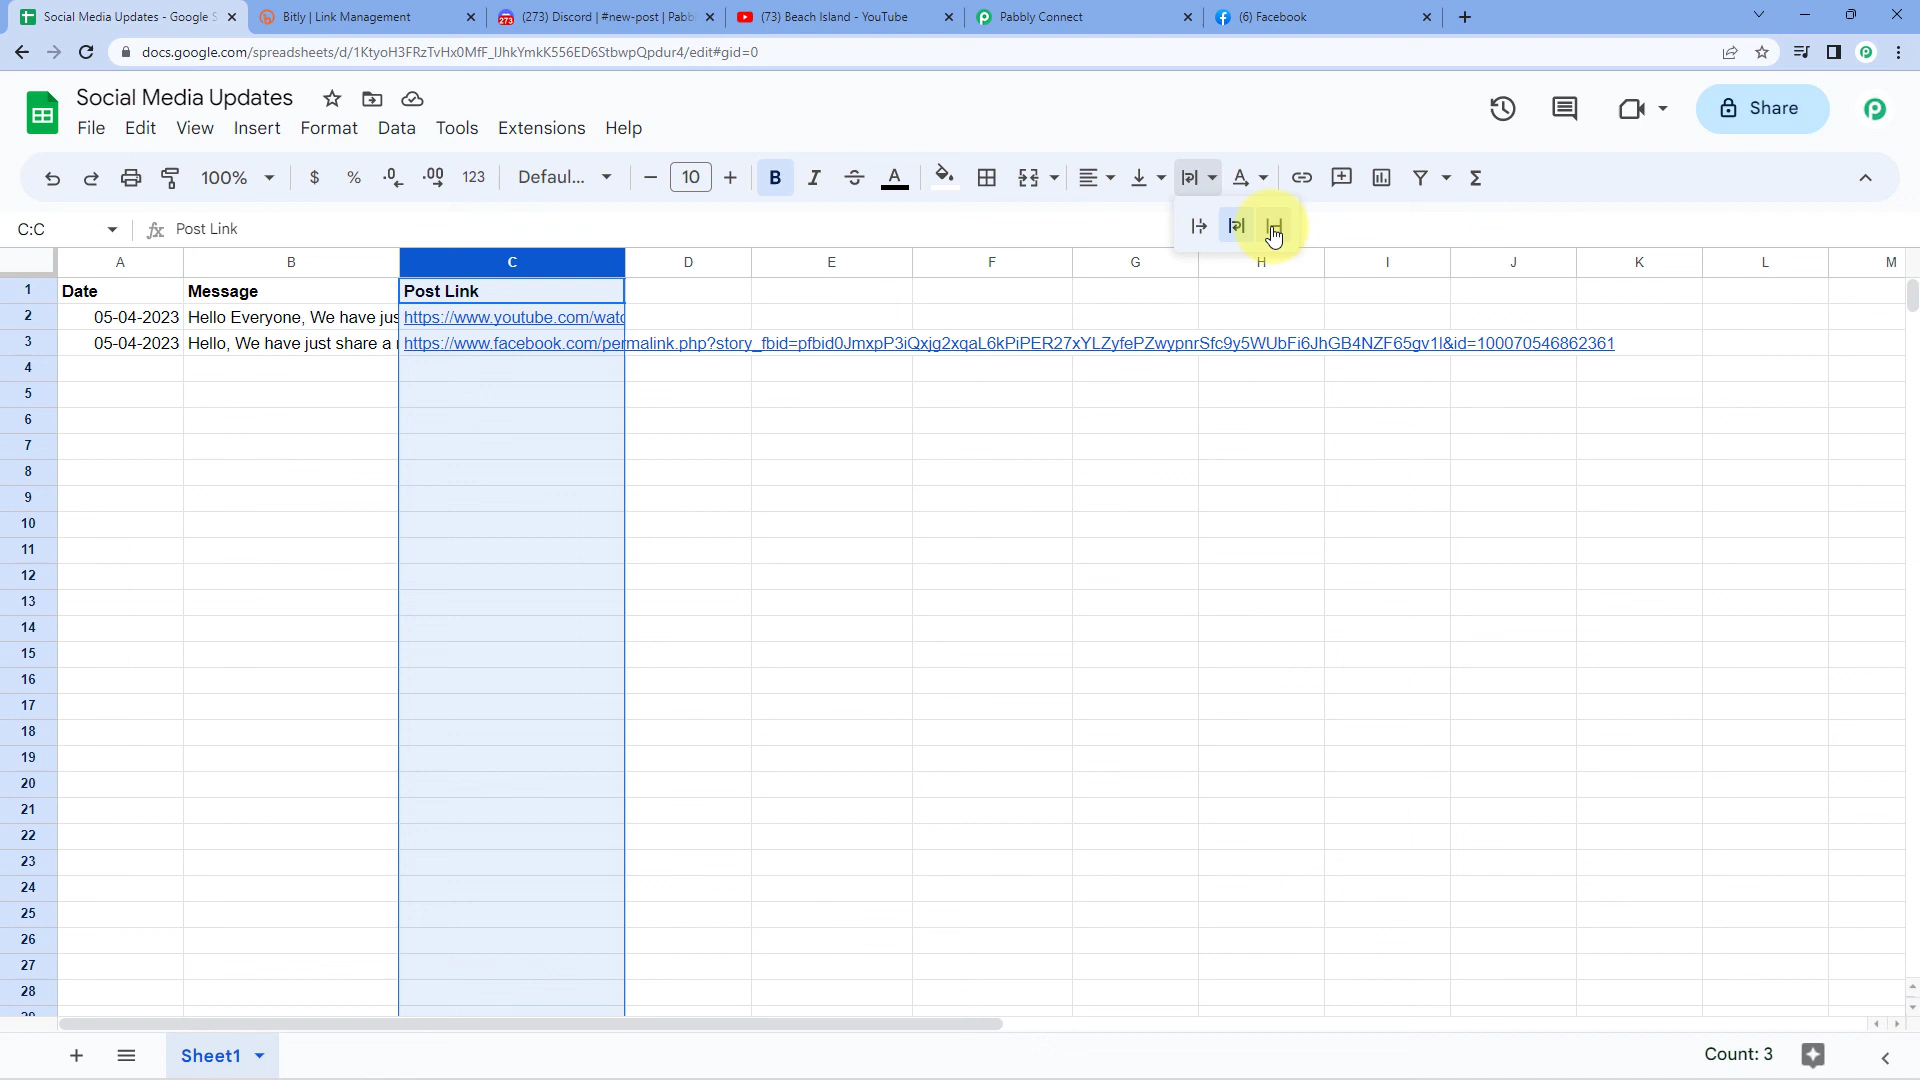 Social Media Updates - Google S
Bitly | Link Management
(273) Discord | #new-post | Pabbl
(73) Beach Island - YouTube
Pabbly Connect
(6) Facebook
docs.google.com/spreadsheets/d/1KtyoH3FRzTvHx0MfF_IJhkYmkK556ED6StbwpQpdur4/edit#gid=0
Social Media Updates
File Edit View Insert Format Data Tools Extensions Help
Share
100% $ % .0 .00 123 Defaul... 10 B I A
C:C fx Post Link
A B C D E F G H I J K L M
1 Date Message Post Link
2 05-04-2023 Hello Everyone, We have jus https://www.youtube.com/watc
3 05-04-2023 Hello, We have just share a https://www.facebook.com/permalink.php?story_fbid=pfbid0JmxpP3iQxjg2xqaL6kPiPER27xYLZyfePZwypnrSfc9y5WUbFi6JhGB4NZF65gv1l&id=100070546862361
4
5
6
7
8
9
10
11
12
13
14
15
16
17
18
19
20
21
22
23
24
25
26
27
28
Sheet1
Count: 3